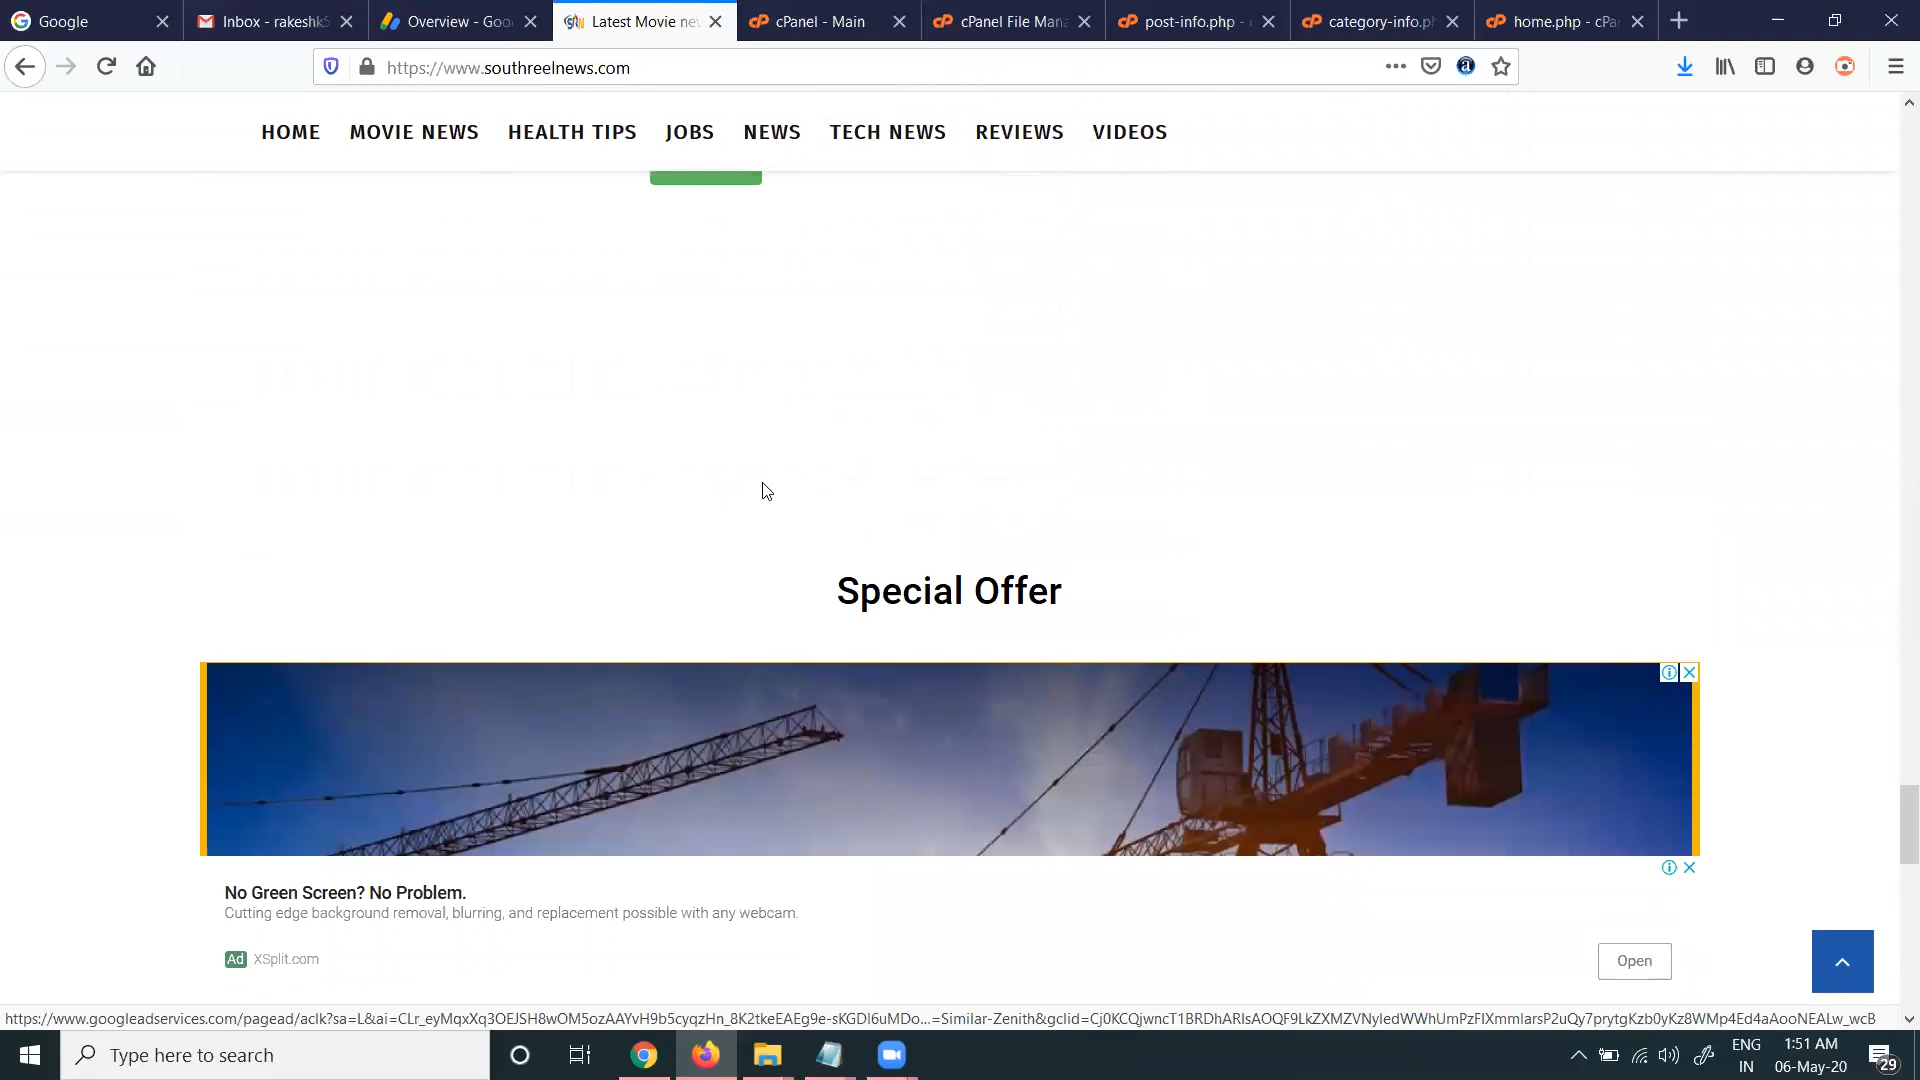 Google
Inbox - rakeshk
Overview - Goo
Latest Movie ne
cPanel - Main
cPanel File Man
post-info.php -
category-info.p
home.php - cPa
https://www.southreelnews.com
HOME MOVIE NEWS HEALTH TIPS JOBS NEWS TECH NEWS REVIEWS VIDEOS
Special Offer
No Green Screen? No Problem.
Cutting edge background removal, blurring, and replacement possible with any webcam.
Ad XSplit.com
Open
https://www.googleadservices.com/pagead/aclk?sa=L&ai=CLr_eyMqxXq3OEJSH8wOM5ozAAYvH9b5cyqzHn_8K2tkeEAEg9e-sKGDl6uMDo...=Similar-Zenith&gclid=Cj0KCQjwncT1BRDhARIsAOQF9LkZXMZVNyledWWhUmPzFIXmmlarsP2uQy7prytgKzb0yKz8WMp4Ed4aAooNEALw_wcB
Type here to search
ENG
IN
1:51 AM
06-May-20
29